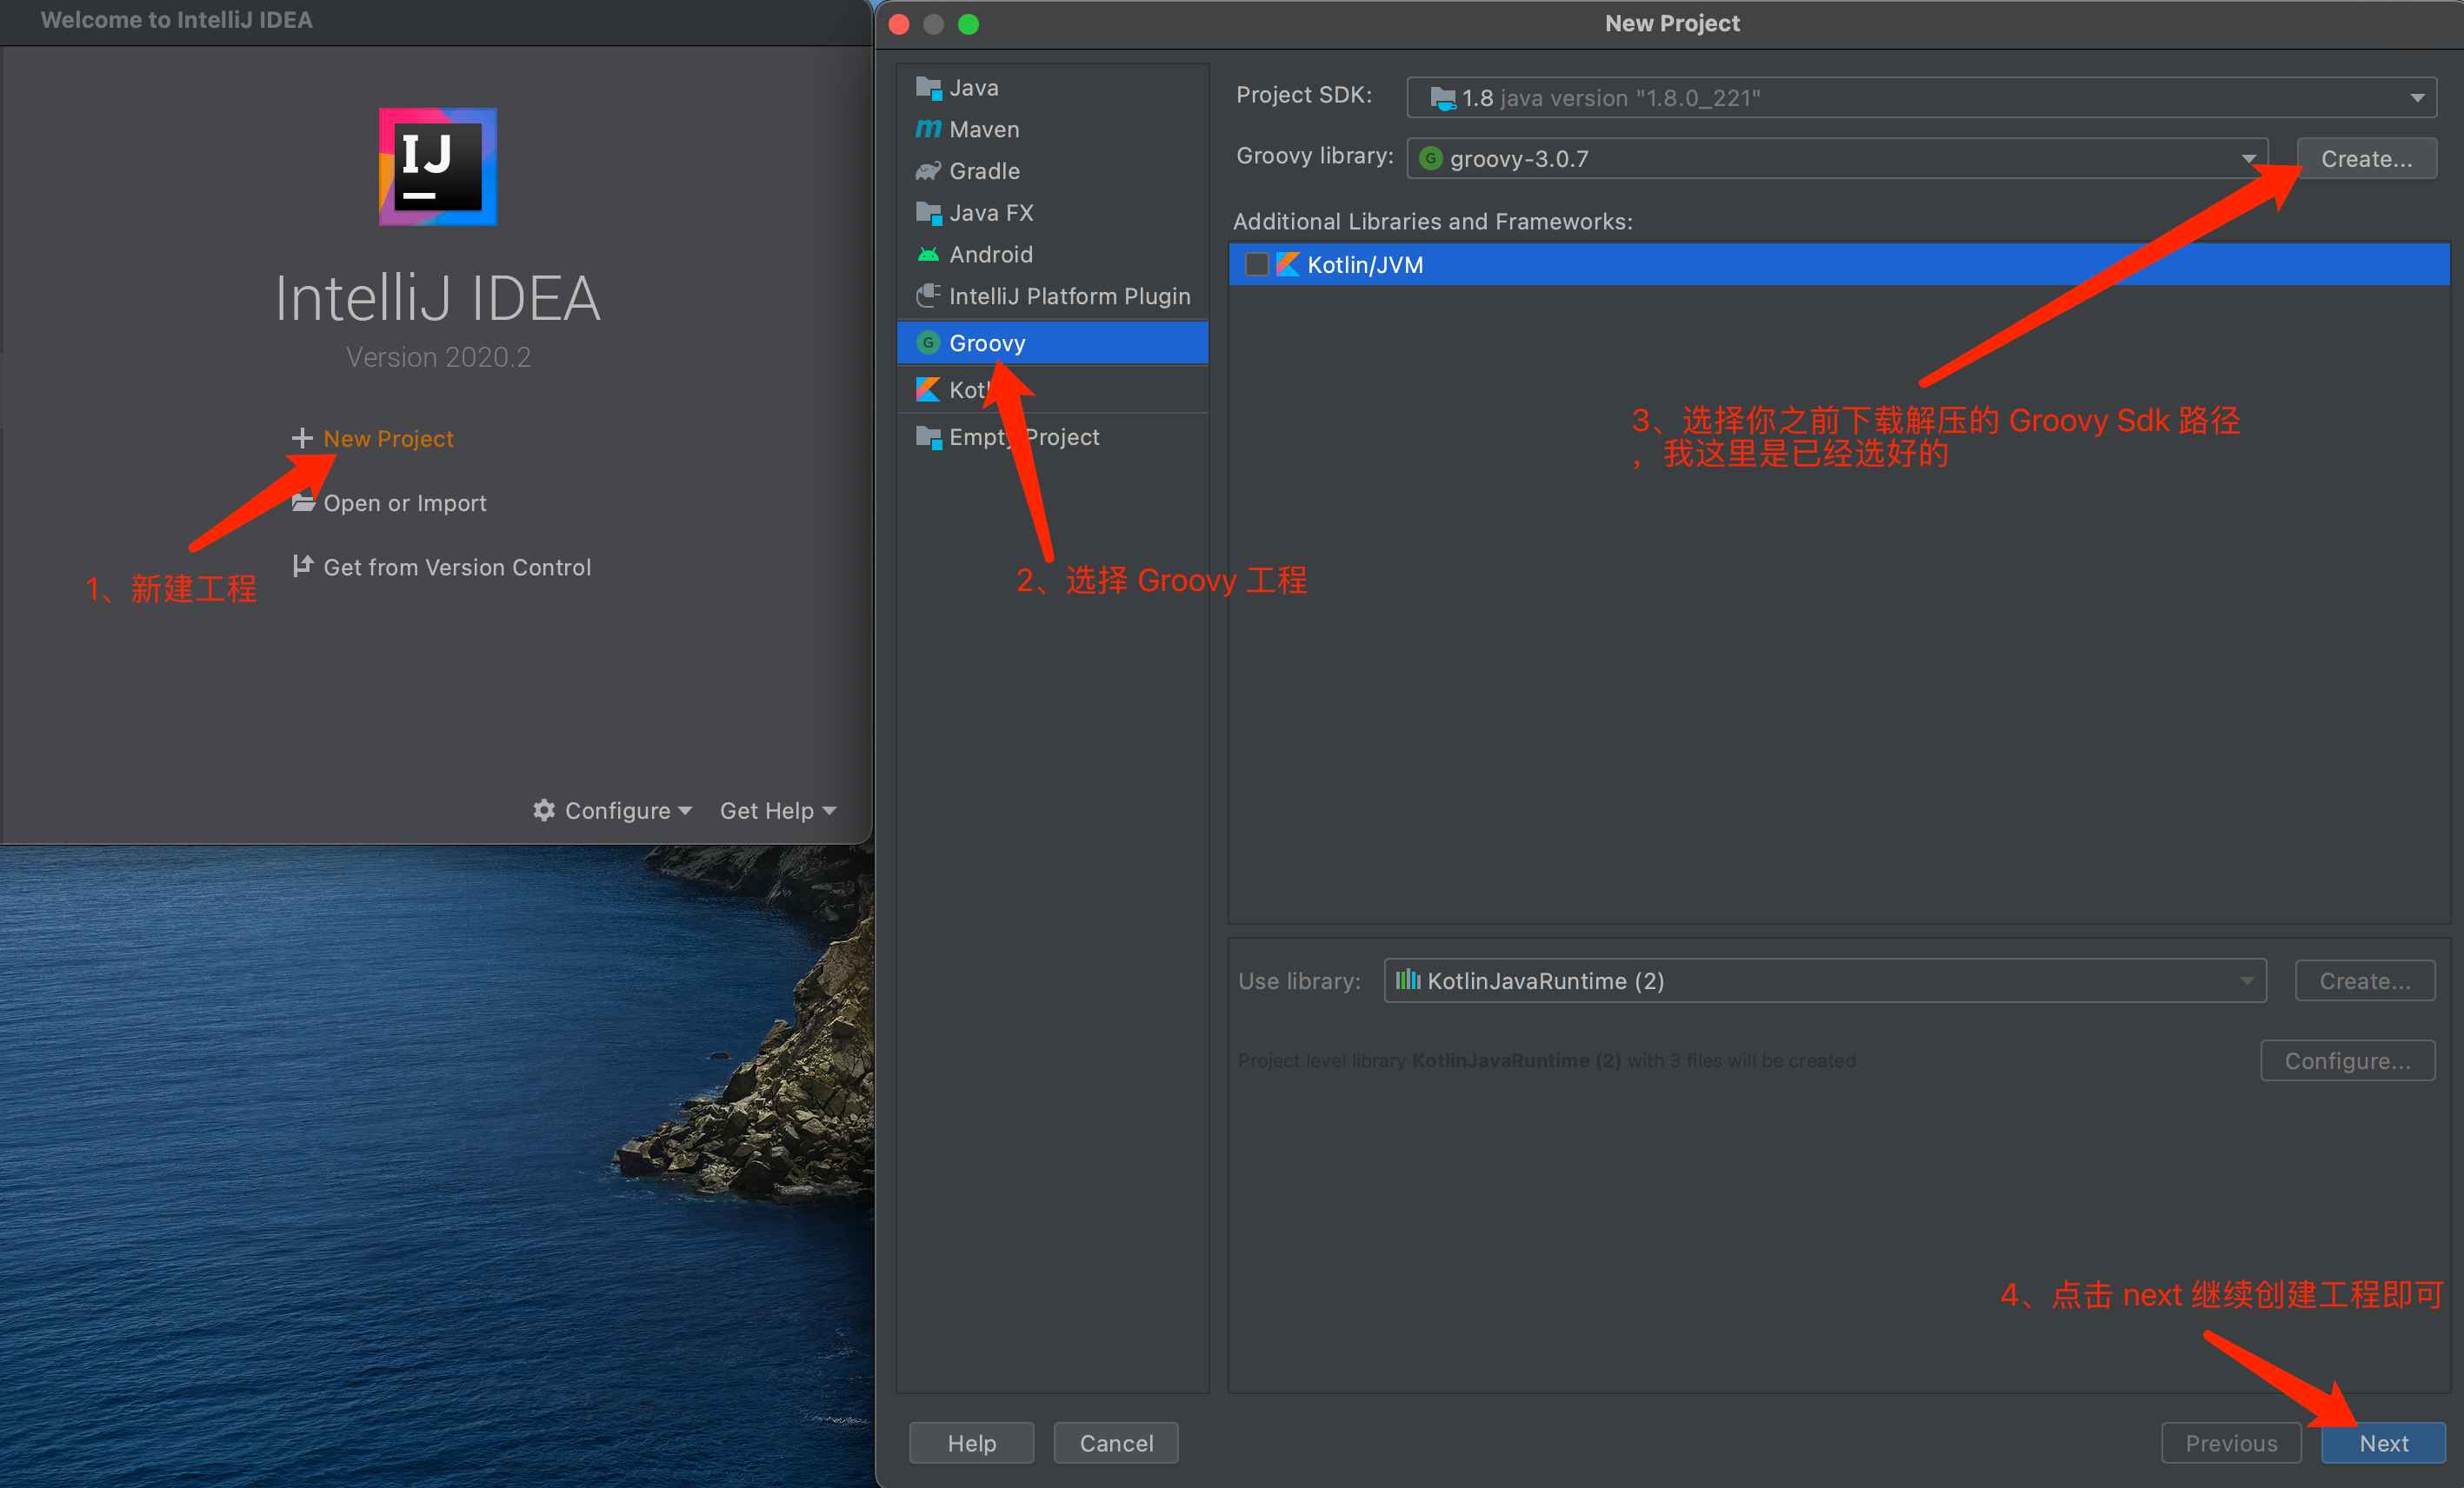 Welcome to IntelliJ IDEA
IJ
IntelliJ IDEA
Version 2020.2
New Project
Open or Import
Get from Version Control
1、新建工程
Configure
Get Help
New Project
Java
Maven
Gradle
Java FX
Android
IntelliJ Platform Plugin
Groovy
Empty Project
2、选择 Groovy 工程
Project SDK:
1.8 java version "1.8.0_221"
Groovy library:
groovy-3.0.7
Create...
Additional Libraries and Frameworks:
Kotlin/JVM
3、选择你之前下载解压的 Groovy Sdk 路径
，我这里是已经选好的
Use library:
KotlinJavaRuntime (2)
Create...
Project level library KotlinJavaRuntime (2) with 3 files will be created
Configure...
4、点击 next 继续创建工程即可
Help
Cancel
Previous
Next